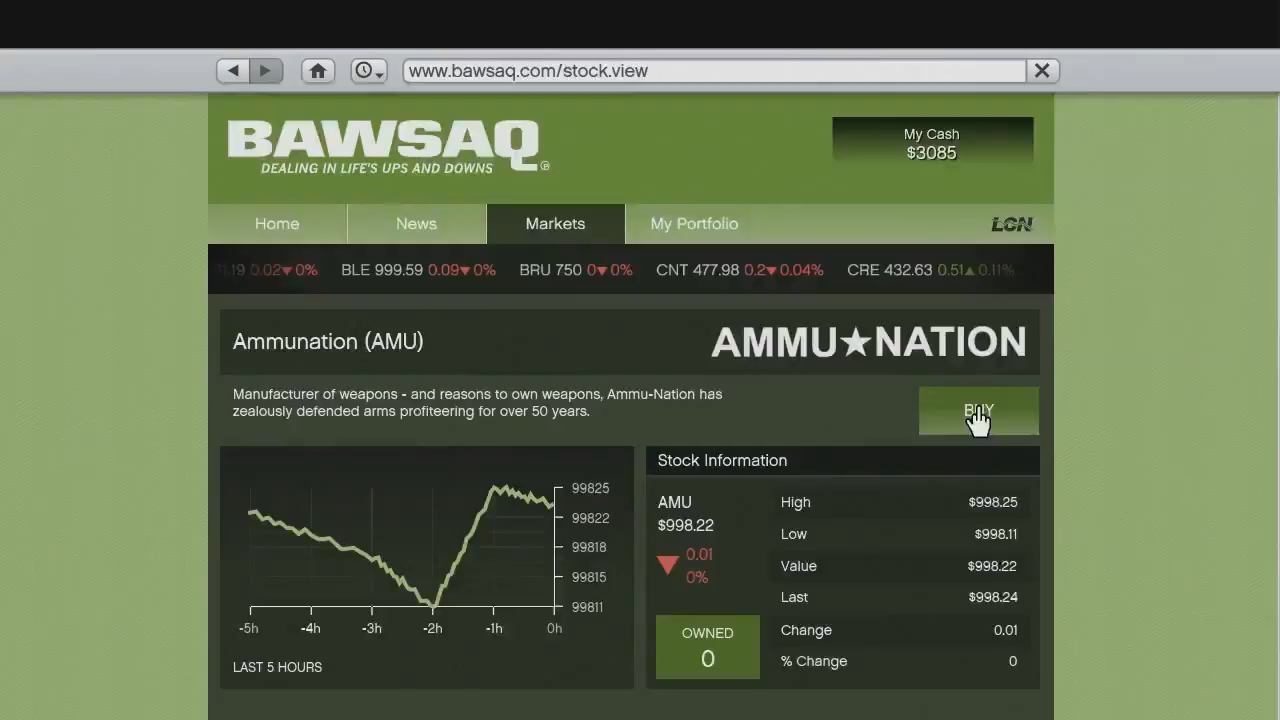 www.bawsaq.com/stock.view
BAWSAQ®
DEALING IN LIFE'S UPS AND DOWNS
My Cash
$3085
Home News Markets My Portfolio LCN
.19 0.02▼0% BLE 999.59 0.09▼0% BRU 750 0▼0% CNT 477.98 0.2▼0.04% CRE 432.63 0.51▲0.11%
Ammunation (AMU)
AMMU★NATION
Manufacturer of weapons - and reasons to own weapons, Ammu-Nation has
zealously defended arms profiteering for over 50 years.
BUY
99825
99822
99818
99815
99811
-5h -4h -3h -2h -1h 0h
LAST 5 HOURS
Stock Information
AMU
$998.22
0.01
0%
OWNED
0
High $998.25
Low $998.11
Value $998.22
Last $998.24
Change 0.01
% Change 0